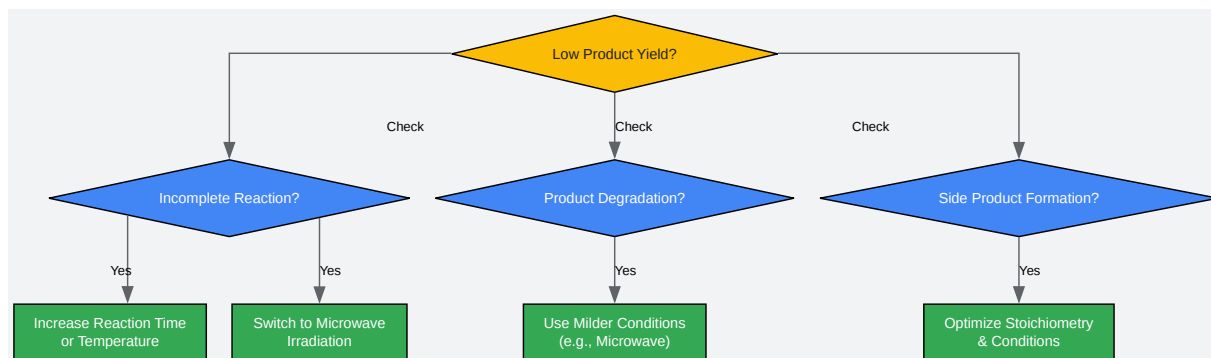 Low Product Yield?
Check
Check
Check
Incomplete Reaction?
Product Degradation?
Side Product Formation?
Yes
Yes
Yes
Yes
Increase Reaction Time
or Temperature
Switch to Microwave
Irradiation
Use Milder Conditions
(e.g., Microwave)
Optimize Stoichiometry
& Conditions